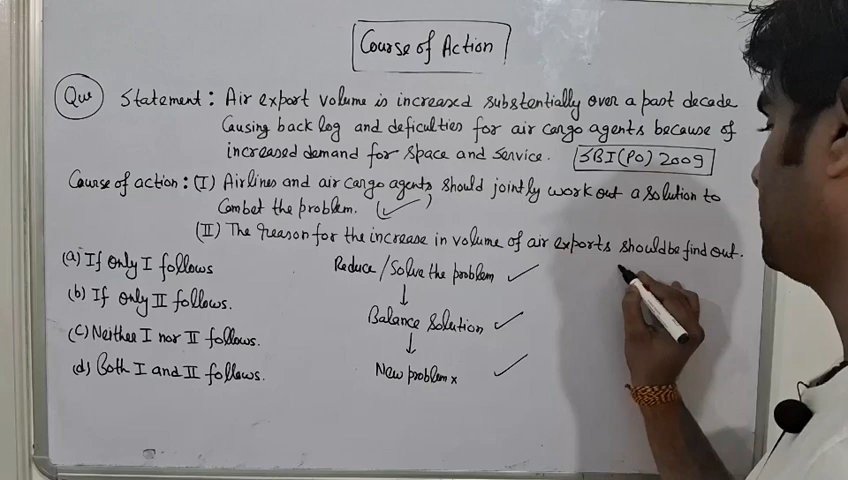 Course of Action
Que Statement: Air export volume is increased substantially over a past decade
Causing back log and deficulties for air cargo agents because of
increased demand for space and service. SBI(PO) 2009
Course of action: (I) Airlines and air cargo agents should jointly work out a solution to
Combet the problem.
(II) The reason for the increase in volume of air exports should be find out.
(a) If only I follows
(b) If only II follows.
(c) Neither I nor II follows.
(d) Both I and II follows.
Reduce/Solve the problem ✓
↓
Balance solution ✓
↓
New problem x ✓